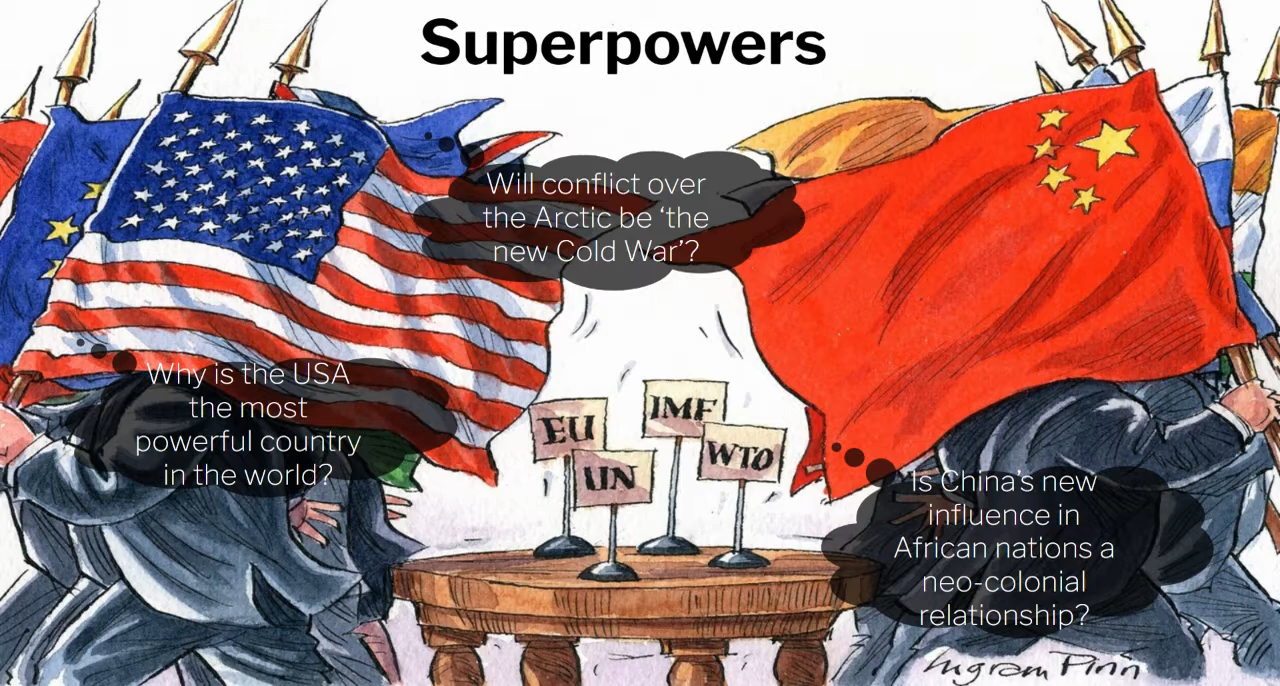 Superpowers
Will conflict over
the Arctic be ‘the
new Cold War’?
Why is the USA
the most
powerful country
in the world?
EU
IMF
UN
WTO
Is China’s new
influence in
African nations a
neo-colonial
relationship?
Ingram Pinn